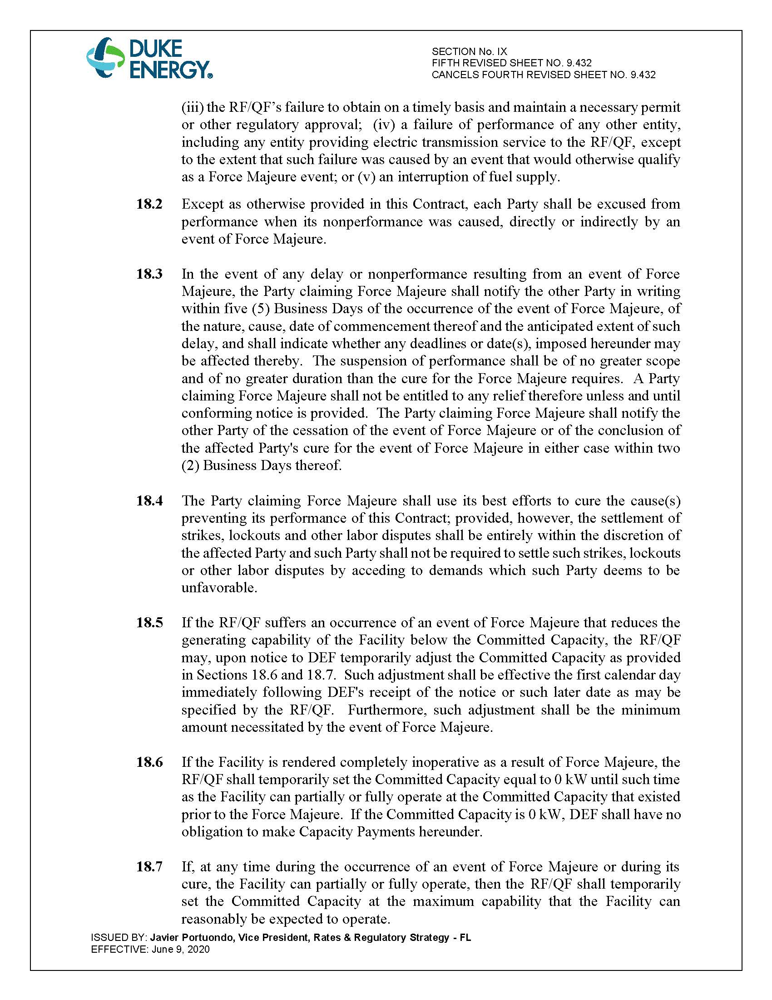 DUKE
ENERGY®
SECTION No. IX
FIFTH REVISED SHEET NO. 9.432
CANCELS FOURTH REVISED SHEET NO. 9.432
(iii) the RF/QF’s failure to obtain on a timely basis and maintain a necessary permit
or other regulatory approval; (iv) a failure of performance of any other entity,
including any entity providing electric transmission service to the RF/QF, except
to the extent that such failure was caused by an event that would otherwise qualify
as a Force Majeure event; or (v) an interruption of fuel supply.
18.2 Except as otherwise provided in this Contract, each Party shall be excused from
performance when its nonperformance was caused, directly or indirectly by an
event of Force Majeure.
18.3 In the event of any delay or nonperformance resulting from an event of Force
Majeure, the Party claiming Force Majeure shall notify the other Party in writing
within five (5) Business Days of the occurrence of the event of Force Majeure, of
the nature, cause, date of commencement thereof and the anticipated extent of such
delay, and shall indicate whether any deadlines or date(s), imposed hereunder may
be affected thereby. The suspension of performance shall be of no greater scope
and of no greater duration than the cure for the Force Majeure requires. A Party
claiming Force Majeure shall not be entitled to any relief therefore unless and until
conforming notice is provided. The Party claiming Force Majeure shall notify the
other Party of the cessation of the event of Force Majeure or of the conclusion of
the affected Party's cure for the event of Force Majeure in either case within two
(2) Business Days thereof.
18.4 The Party claiming Force Majeure shall use its best efforts to cure the cause(s)
preventing its performance of this Contract; provided, however, the settlement of
strikes, lockouts and other labor disputes shall be entirely within the discretion of
the affected Party and such Party shall not be required to settle such strikes, lockouts
or other labor disputes by acceding to demands which such Party deems to be
unfavorable.
18.5 If the RF/QF suffers an occurrence of an event of Force Majeure that reduces the
generating capability of the Facility below the Committed Capacity, the RF/QF
may, upon notice to DEF temporarily adjust the Committed Capacity as provided
in Sections 18.6 and 18.7. Such adjustment shall be effective the first calendar day
immediately following DEF's receipt of the notice or such later date as may be
specified by the RF/QF. Furthermore, such adjustment shall be the minimum
amount necessitated by the event of Force Majeure.
18.6 If the Facility is rendered completely inoperative as a result of Force Majeure, the
RF/QF shall temporarily set the Committed Capacity equal to 0 kW until such time
as the Facility can partially or fully operate at the Committed Capacity that existed
prior to the Force Majeure. If the Committed Capacity is 0 kW, DEF shall have no
obligation to make Capacity Payments hereunder.
18.7 If, at any time during the occurrence of an event of Force Majeure or during its
cure, the Facility can partially or fully operate, then the RF/QF shall temporarily
set the Committed Capacity at the maximum capability that the Facility can
reasonably be expected to operate.
ISSUED BY: Javier Portuondo, Vice President, Rates & Regulatory Strategy - FL
EFFECTIVE: June 9, 2020